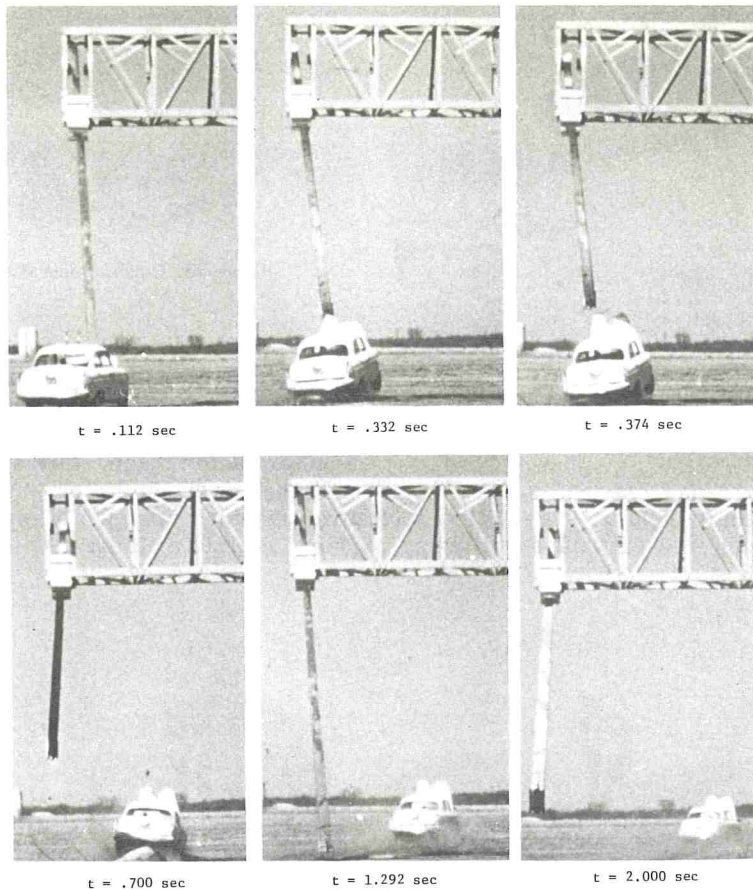 t = .112 sec
t = .332 sec
t = .374 sec
t = .700 sec
t = 1.292 sec
t = 2.000 sec